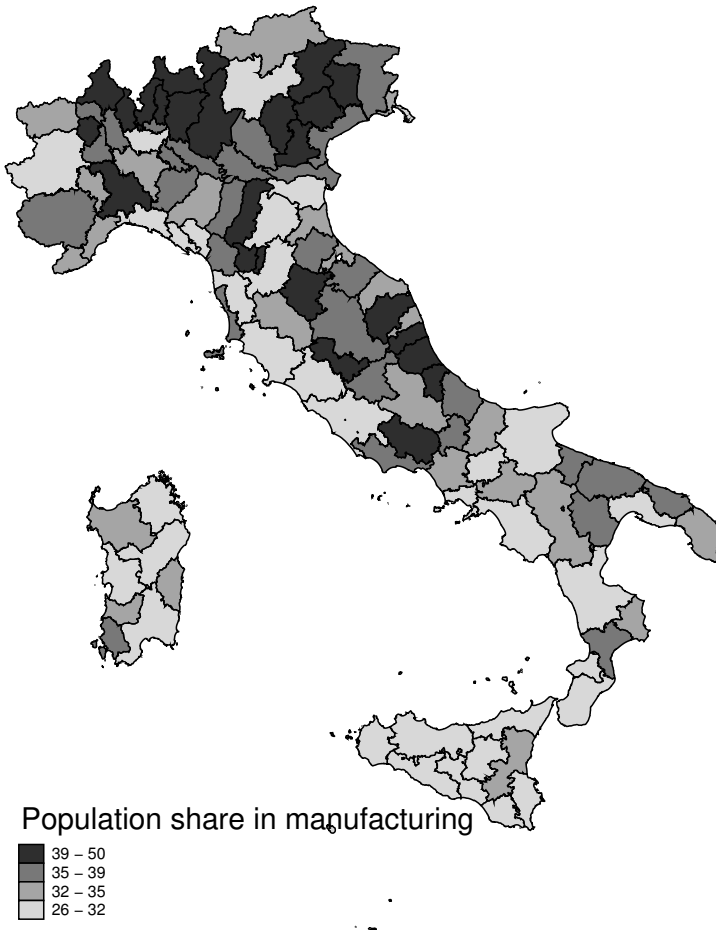 Population share in manufacturing
39 − 50
35 − 39
32 − 35
26 − 32